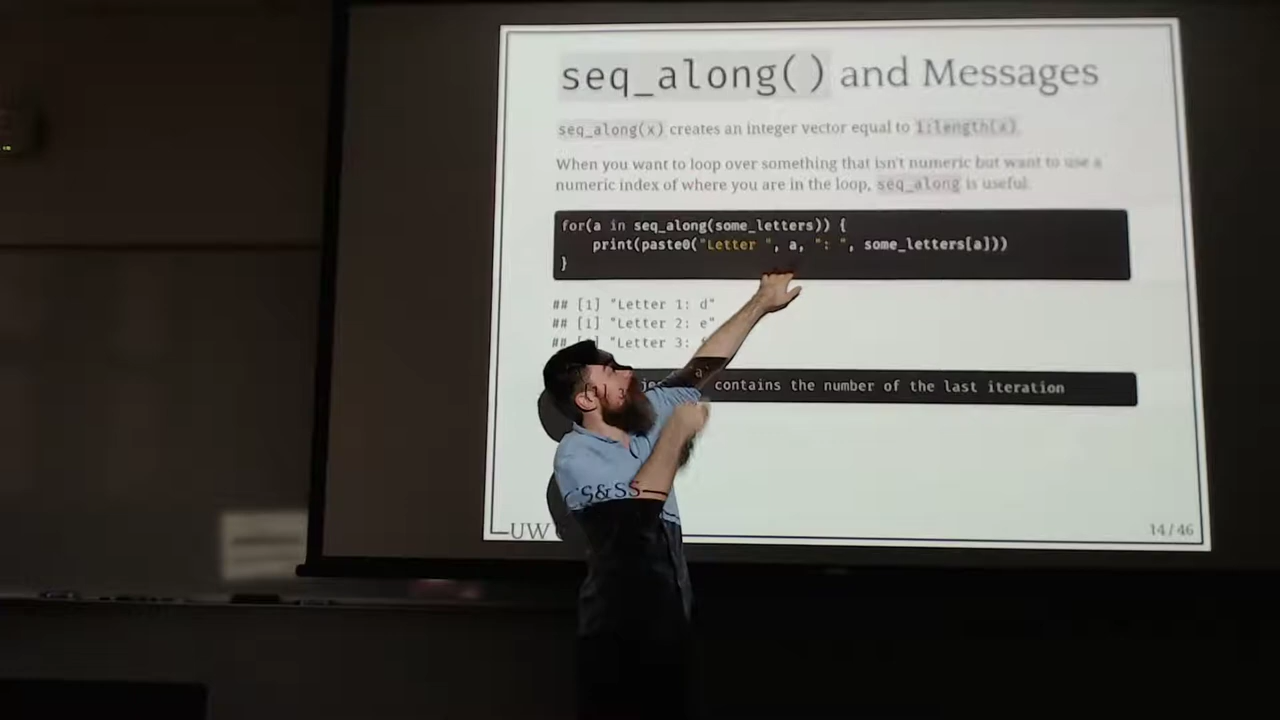 seq_along() and Messages
seq_along(x) creates an integer vector equal to 1:length(x)
When you want to loop over something that isn't numeric but want to use a
numeric index of where you are in the loop, seq_along is useful:
for(a in seq_along(some_letters)) {
print(paste0("Letter ", a, ": ", some_letters[a]))
}
## [1] "Letter 1: d"
## [1] "Letter 2: e"
## "Letter 3:
contains the number of the last iteration
UW CS&SS
14 / 46